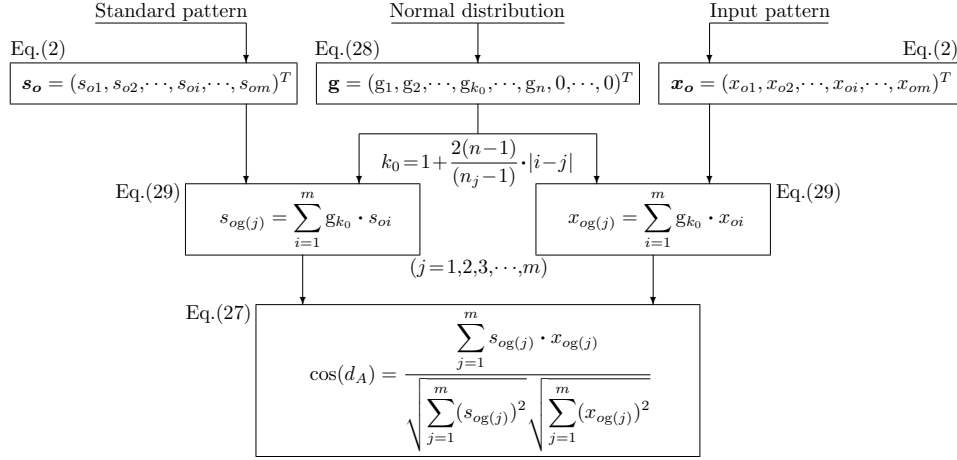 Standard pattern Normal distribution Input pattern
Eq.(2) Eq.(28) Eq.(2)
s_o = (s_{o1}, s_{o2},⋯, s_{oi},⋯, s_{om})^T g = (g_1, g_2,⋯, g_{k_0},⋯, g_n, 0,⋯, 0)^T x_o = (x_{o1}, x_{o2},⋯, x_{oi},⋯, x_{om})^T
k_0 = 1 + \frac{2(n−1)}{(n_j−1)} · |i−j|
Eq.(29) Eq.(29)
s_{og(j)} = \sum_{i=1}^{m} g_{k_0} · s_{oi} x_{og(j)} = \sum_{i=1}^{m} g_{k_0} · x_{oi}
(j=1,2,3,⋯,m)
Eq.(27)
cos(d_A) = \frac{\sum_{j=1}^{m} s_{og(j)} · x_{og(j)}}{\sqrt{\sum_{j=1}^{m} (s_{og(j)})^2} \sqrt{\sum_{j=1}^{m} (x_{og(j)})^2}}